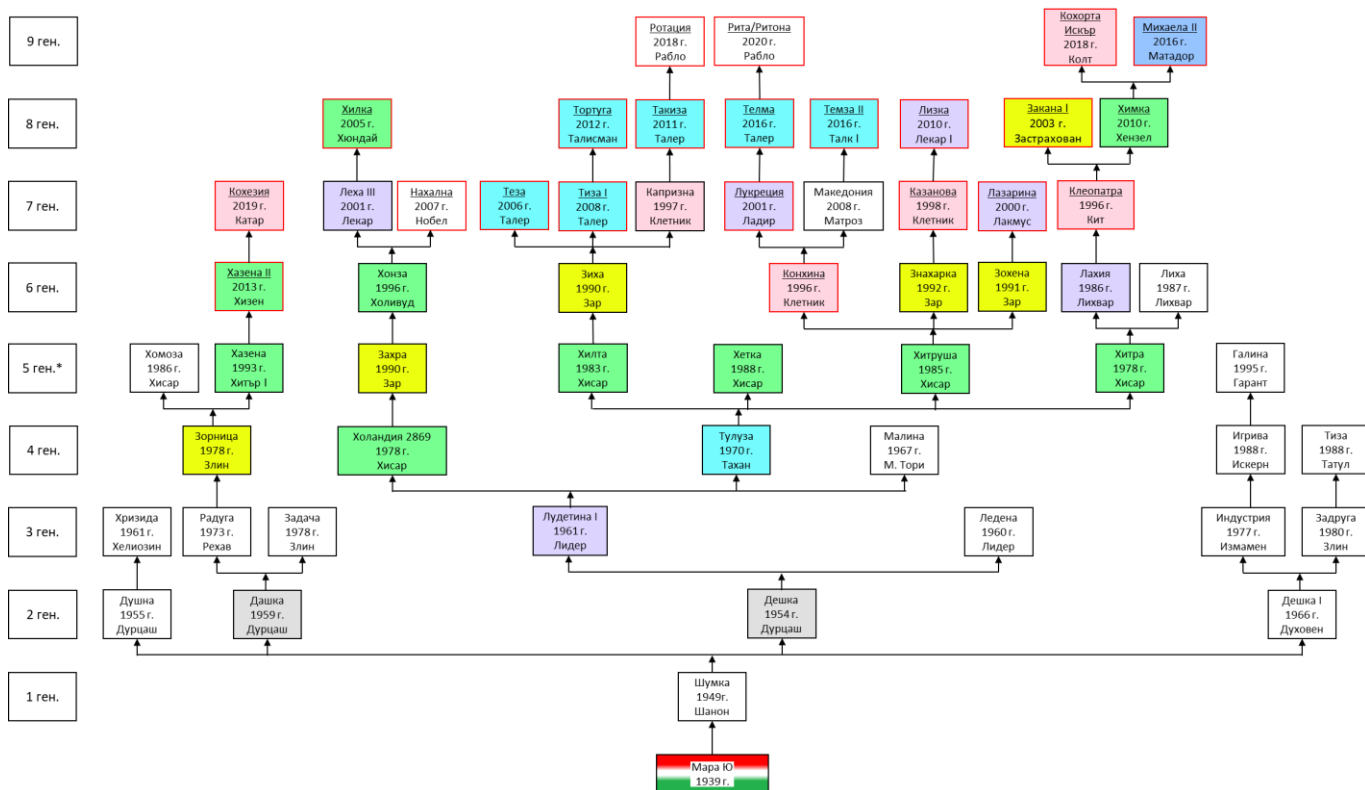 9 ген.
Ротация
2018 г.
Рабло
Рита/Ритона
2020 г.
Рабло
Кохорта
Искър
2018 г.
Колт
Михаела II
2016 г.
Матадор
8 ген.
Хилка
2005 г.
Хюндай
Тортуга
2012 г.
Талисман
Такиза
2011 г.
Талер
Телма
2016 г.
Талер
Темза II
2016 г.
Талк I
Лизка
2010 г.
Лекар I
Закана I
2003 г.
Застрахован
Химка
2010 г.
Хензел
7 ген.
Кохезия
2019 г.
Катар
Леха III
2001 г.
Лекар
Нахална
2007 г.
Нобел
Теза
2006 г.
Талер
Тиза I
2008 г.
Талер
Капризна
1997 г.
Клетник
Лукреция
2001 г.
Ладир
Македония
2008 г.
Матроз
Казанова
1998 г.
Клетник
Лазарина
2000 г.
Лакмус
Клеопатра
1996 г.
Кит
6 ген.
Хазена II
2013 г.
Хизен
Хонза
1996 г.
Холивуд
Зиха
1990 г.
Зар
Конхина
1996 г.
Клетник
Знахарка
1992 г.
Зар
Зохена
1991 г.
Зар
Лахия
1986 г.
Лихвар
Лиха
1987 г.
Лихвар
5 ген.*
Хомоза
1986 г.
Хисар
Хазена
1993 г.
Хитър I
Захра
1990 г.
Зар
Хилта
1983 г.
Хисар
Хетка
1988 г.
Хисар
Хитруша
1985 г.
Хисар
Хитра
1978 г.
Хисар
Галина
1995 г.
Гарант
4 ген.
Зорница
1978 г.
Злин
Холандия 2869
1978 г.
Хисар
Тулуза
1970 г.
Тахан
Малина
1967 г.
М. Тори
Игрива
1988 г.
Искерн
Тиза
1988 г.
Татул
3 ген.
Хризида
1961 г.
Хелиозин
Радуга
1973 г.
Рехав
Задача
1978 г.
Злин
Лудетина I
1961 г.
Лидер
Ледена
1960 г.
Лидер
Индустрия
1977 г.
Измамен
Задруга
1980 г.
Злин
2 ген.
Душна
1955 г.
Дурцаш
Дашка
1959 г.
Дурцаш
Дешка
1954 г.
Дурцаш
Дешка I
1966 г.
Духовен
1 ген.
Шумка
1949г.
Шанон
Мара Ю
1939 г.